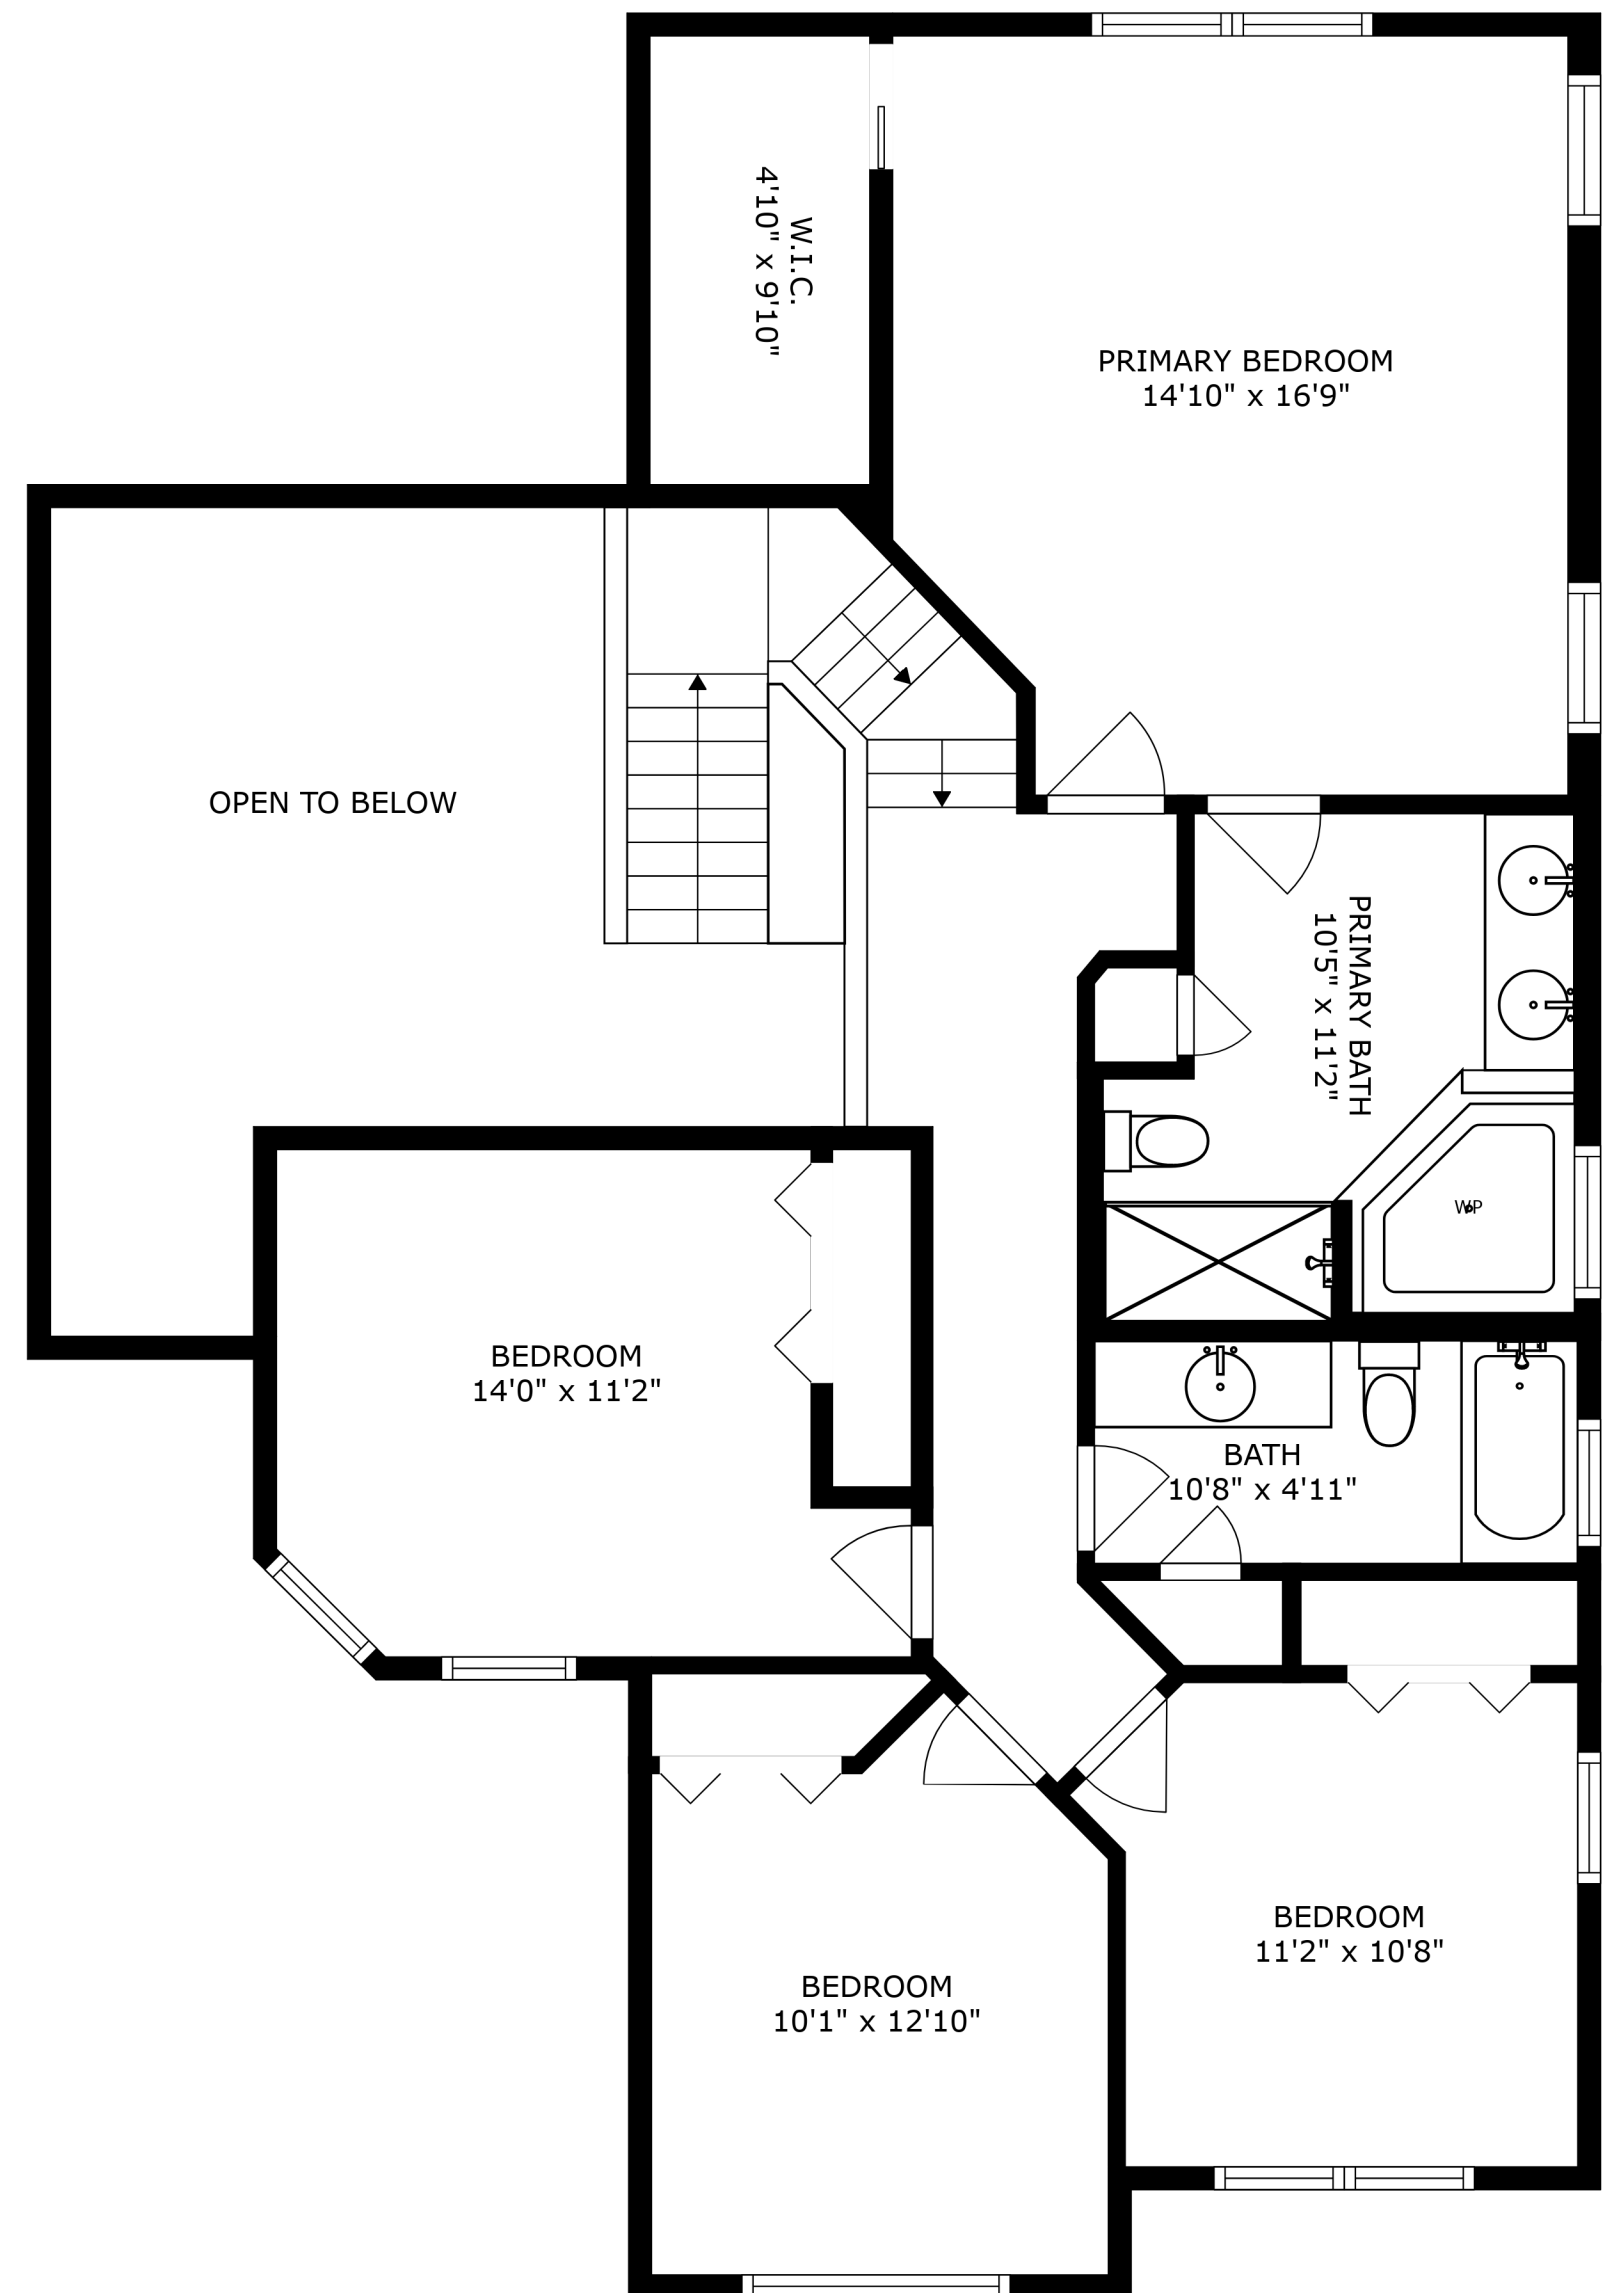 W.I.C.
4'10" x 9'10"
PRIMARY BEDROOM
14'10" x 16'9"
OPEN TO BELOW
PRIMARY BATH
10'5" x 11'2"
WP
BEDROOM
14'0" x 11'2"
BATH
10'8" x 4'11"
BEDROOM
11'2" x 10'8"
BEDROOM
10'1" x 12'10"